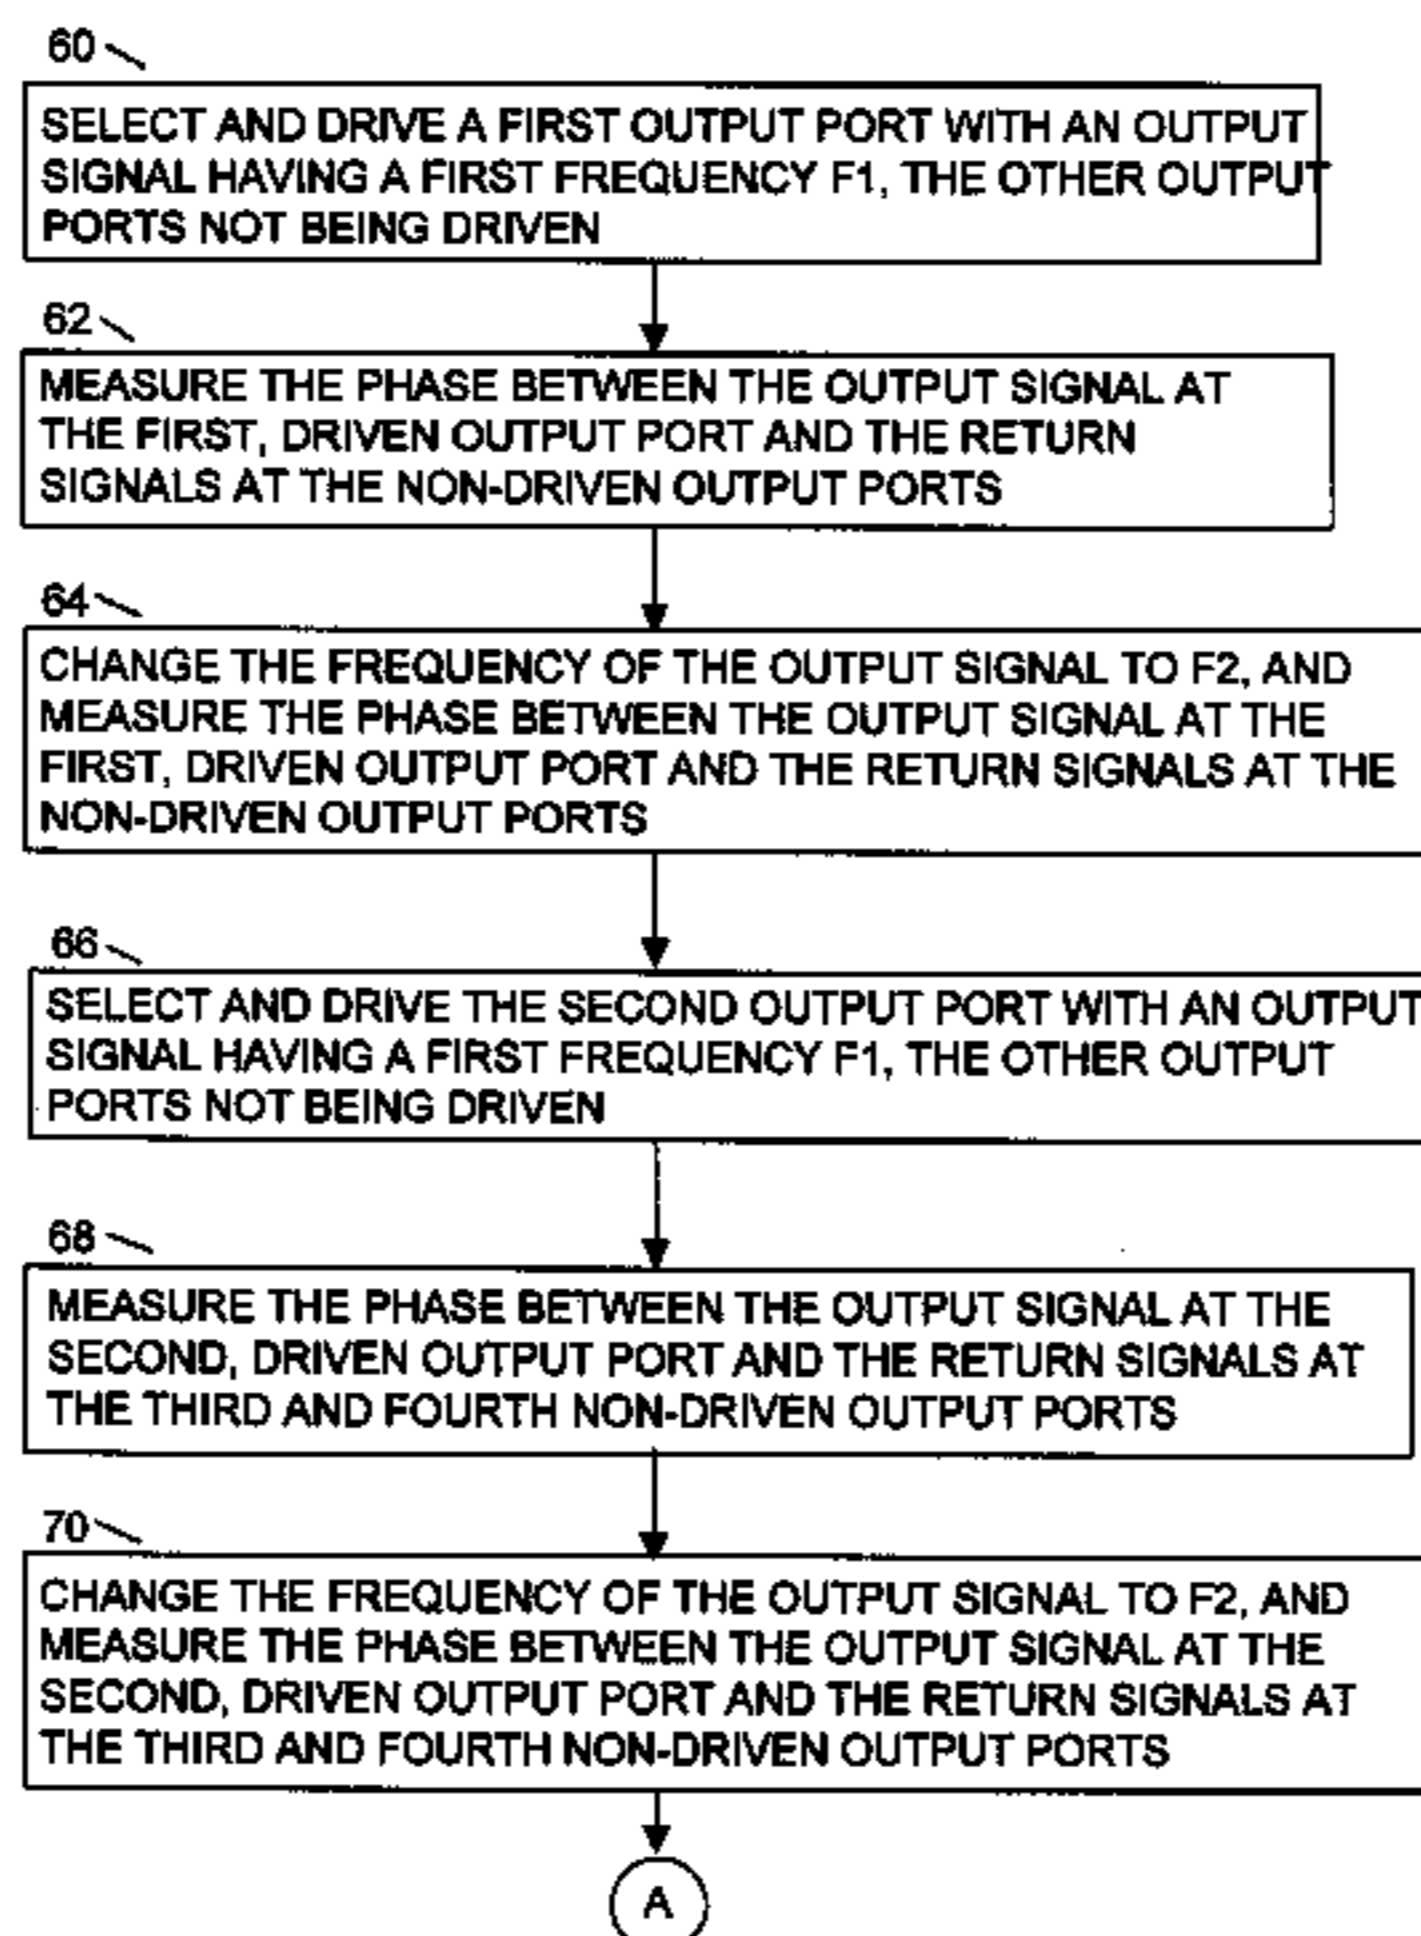 60
SELECT AND DRIVE A FIRST OUTPUT PORT WITH AN OUTPUT
SIGNAL HAVING A FIRST FREQUENCY F1, THE OTHER OUTPUT
PORTS NOT BEING DRIVEN
62
MEASURE THE PHASE BETWEEN THE OUTPUT SIGNAL AT
THE FIRST, DRIVEN OUTPUT PORT AND THE RETURN
SIGNALS AT THE NON-DRIVEN OUTPUT PORTS
64
CHANGE THE FREQUENCY OF THE OUTPUT SIGNAL TO F2, AND
MEASURE THE PHASE BETWEEN THE OUTPUT SIGNAL AT THE
FIRST, DRIVEN OUTPUT PORT AND THE RETURN SIGNALS AT THE
NON-DRIVEN OUTPUT PORTS
66
SELECT AND DRIVE THE SECOND OUTPUT PORT WITH AN OUTPUT
SIGNAL HAVING A FIRST FREQUENCY F1, THE OTHER OUTPUT
PORTS NOT BEING DRIVEN
68
MEASURE THE PHASE BETWEEN THE OUTPUT SIGNAL AT THE
SECOND, DRIVEN OUTPUT PORT AND THE RETURN SIGNALS AT
THE THIRD AND FOURTH NON-DRIVEN OUTPUT PORTS
70
CHANGE THE FREQUENCY OF THE OUTPUT SIGNAL TO F2, AND
MEASURE THE PHASE BETWEEN THE OUTPUT SIGNAL AT THE
SECOND, DRIVEN OUTPUT PORT AND THE RETURN SIGNALS AT
THE THIRD AND FOURTH NON-DRIVEN OUTPUT PORTS
A